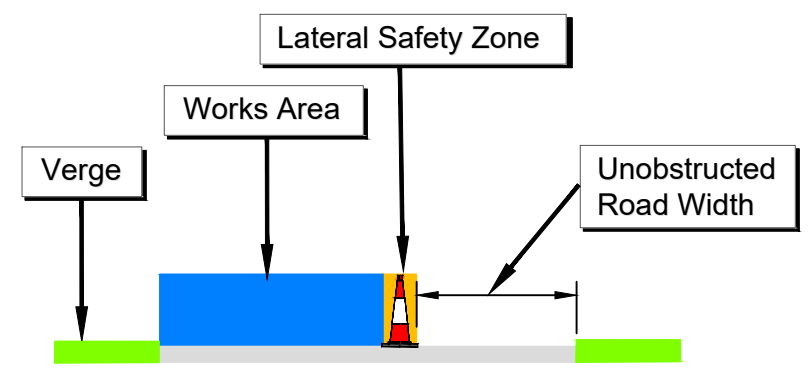 Lateral Safety Zone
Works Area
Verge
Unobstructed
Road Width